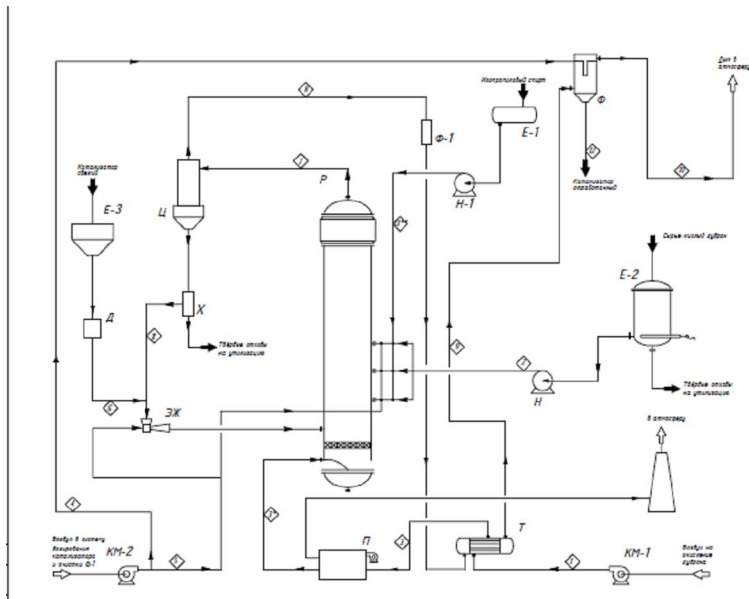 Дым в
атмосферу
Изопропиловый спирт
Е-1
Ф
Ф-1
Катализатор
свежий
Р
Н-1
Катализатор
отработанный
Е-3
Ц
Сырье-кислый гудрон
Е-2
Д
Х
Твёрдые отходы
на утилизацию
Н
Твёрдые отходы
на утилизацию
ЭЖ
В атмосферу
Воздух в систему
дозирования
катализатора
и очистки Ф-1
КМ-2
П
Т
КМ-1
Воздух на
окисление
гудрона